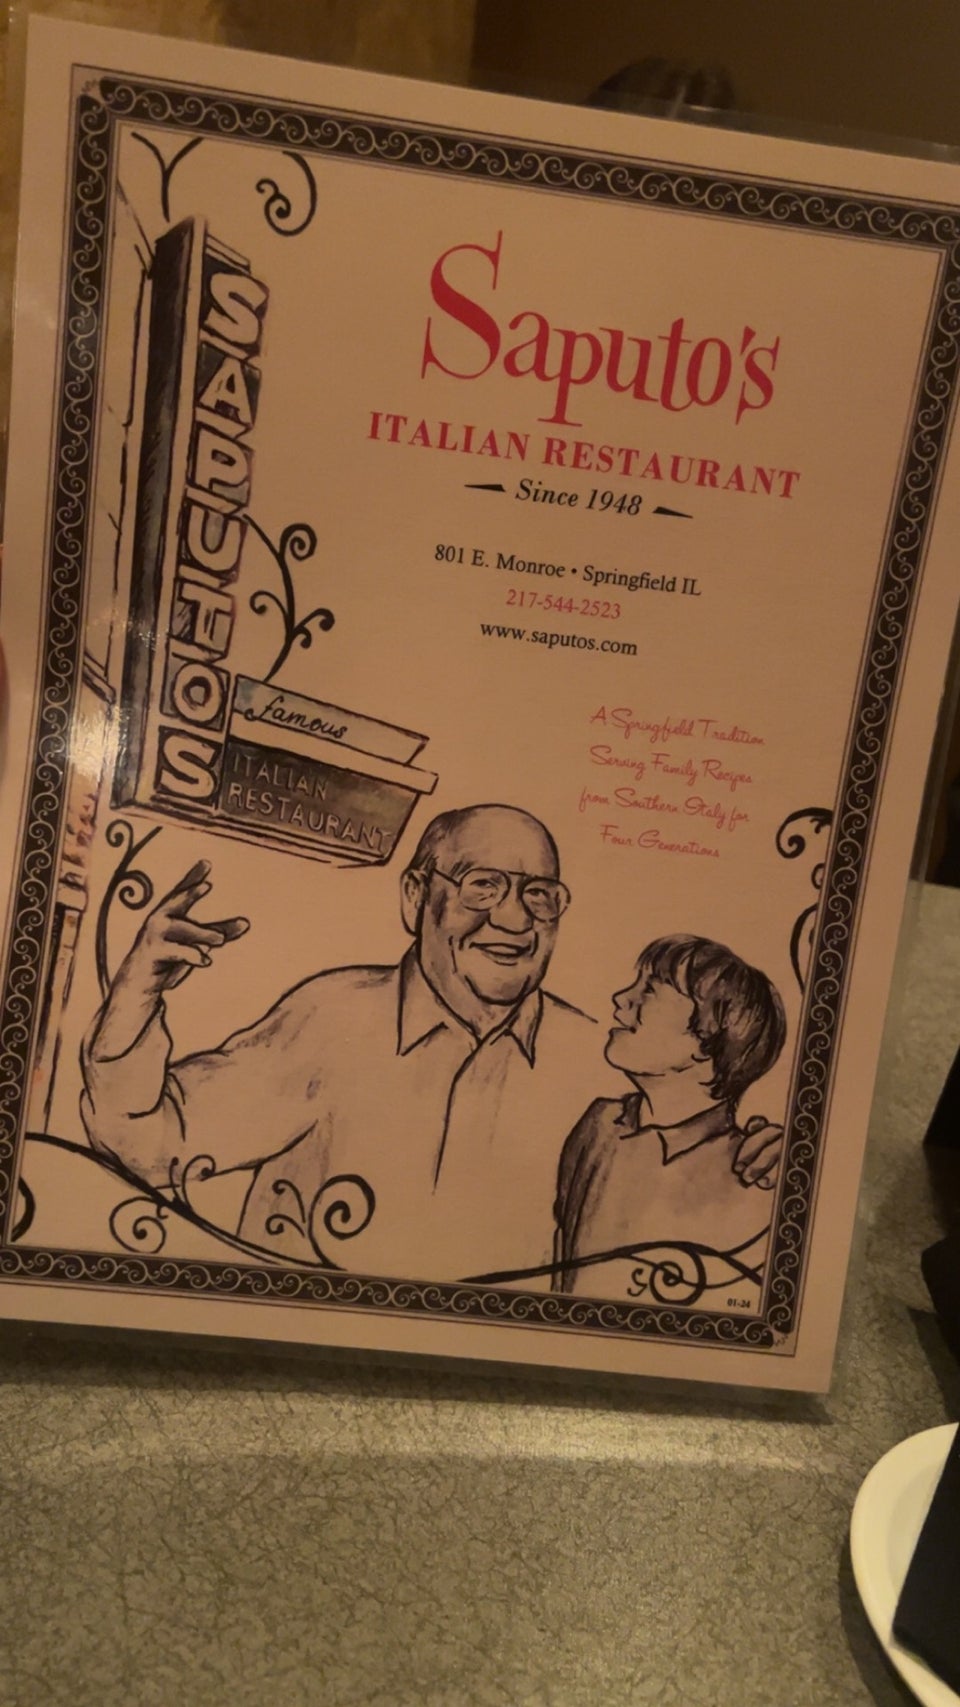 SAPUTOS
famous
ITALIAN
RESTAURANT
Saputo's
ITALIAN RESTAURANT
Since 1948
801 E. Monroe • Springfield IL
217-544-2523
www.saputos.com
A Springfield Tradition
Serving Family Recipes
from Southern Italy for
Four Generations
01-24